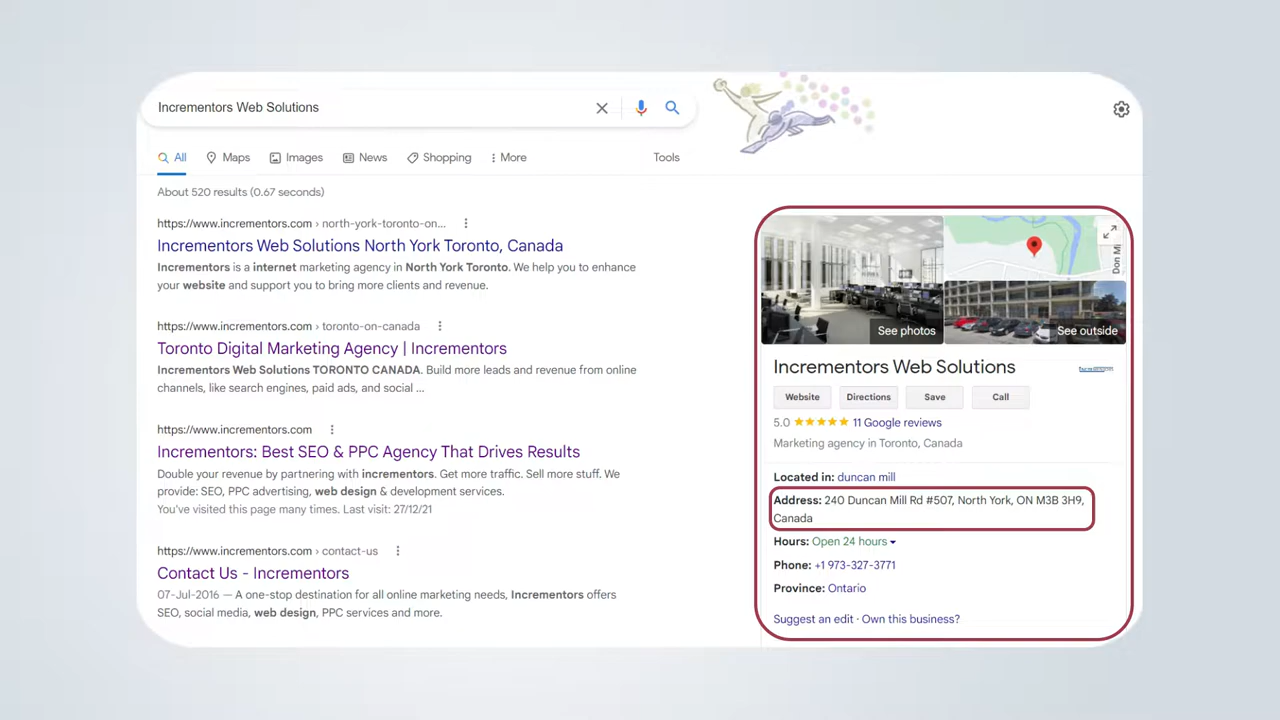 Incrementors Web Solutions
All
Maps
Images
News
Shopping
More
Tools
About 520 results (0.67 seconds)
https://www.incrementors.com › north-york-toronto-on...
Incrementors Web Solutions North York Toronto, Canada
Incrementors is a internet marketing agency in North York Toronto. We help you to enhance
your website and support you to bring more clients and revenue.
https://www.incrementors.com › toronto-on-canada
Toronto Digital Marketing Agency | Incrementors
Incrementors Web Solutions TORONTO CANADA. Build more leads and revenue from online
channels, like search engines, paid ads, and social ...
https://www.incrementors.com
Incrementors: Best SEO & PPC Agency That Drives Results
Double your revenue by partnering with incrementors. Get more traffic. Sell more stuff. We
provide: SEO, PPC advertising, web design & development services.
You've visited this page many times. Last visit: 27/12/21
https://www.incrementors.com › contact-us
Contact Us - Incrementors
07-Jul-2016 — A one-stop destination for all online marketing needs, Incrementors offers
SEO, social media, web design, PPC services and more.
See photos
Don Mi
See outside
Incrementors Web Solutions
Website
Directions
Save
Call
5.0 ★★★★★ 11 Google reviews
Marketing agency in Toronto, Canada
Located in: duncan mill
Address: 240 Duncan Mill Rd #507, North York, ON M3B 3H9,
Canada
Hours: Open 24 hours
Phone: +1 973-327-3771
Province: Ontario
Suggest an edit · Own this business?